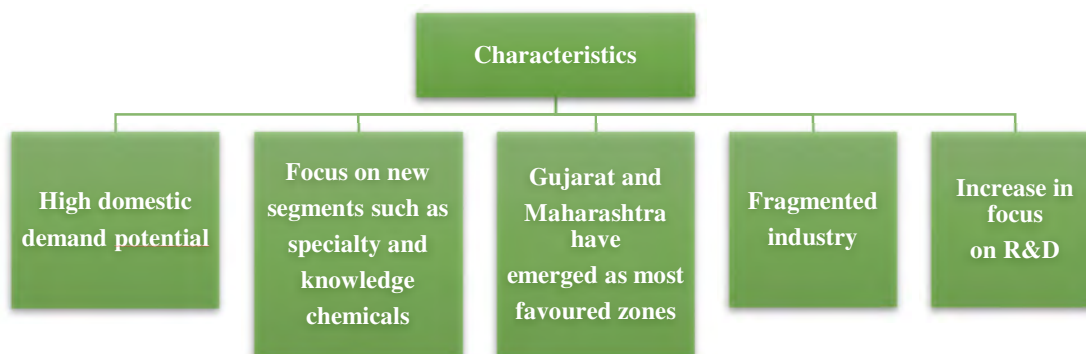 Characteristics
High domestic
demand potential
Focus on new
segments such as
specialty and
knowledge
chemicals
Gujarat and
Maharashtra
have
emerged as most
favoured zones
Fragmented
industry
Increase in
focus
on R&D